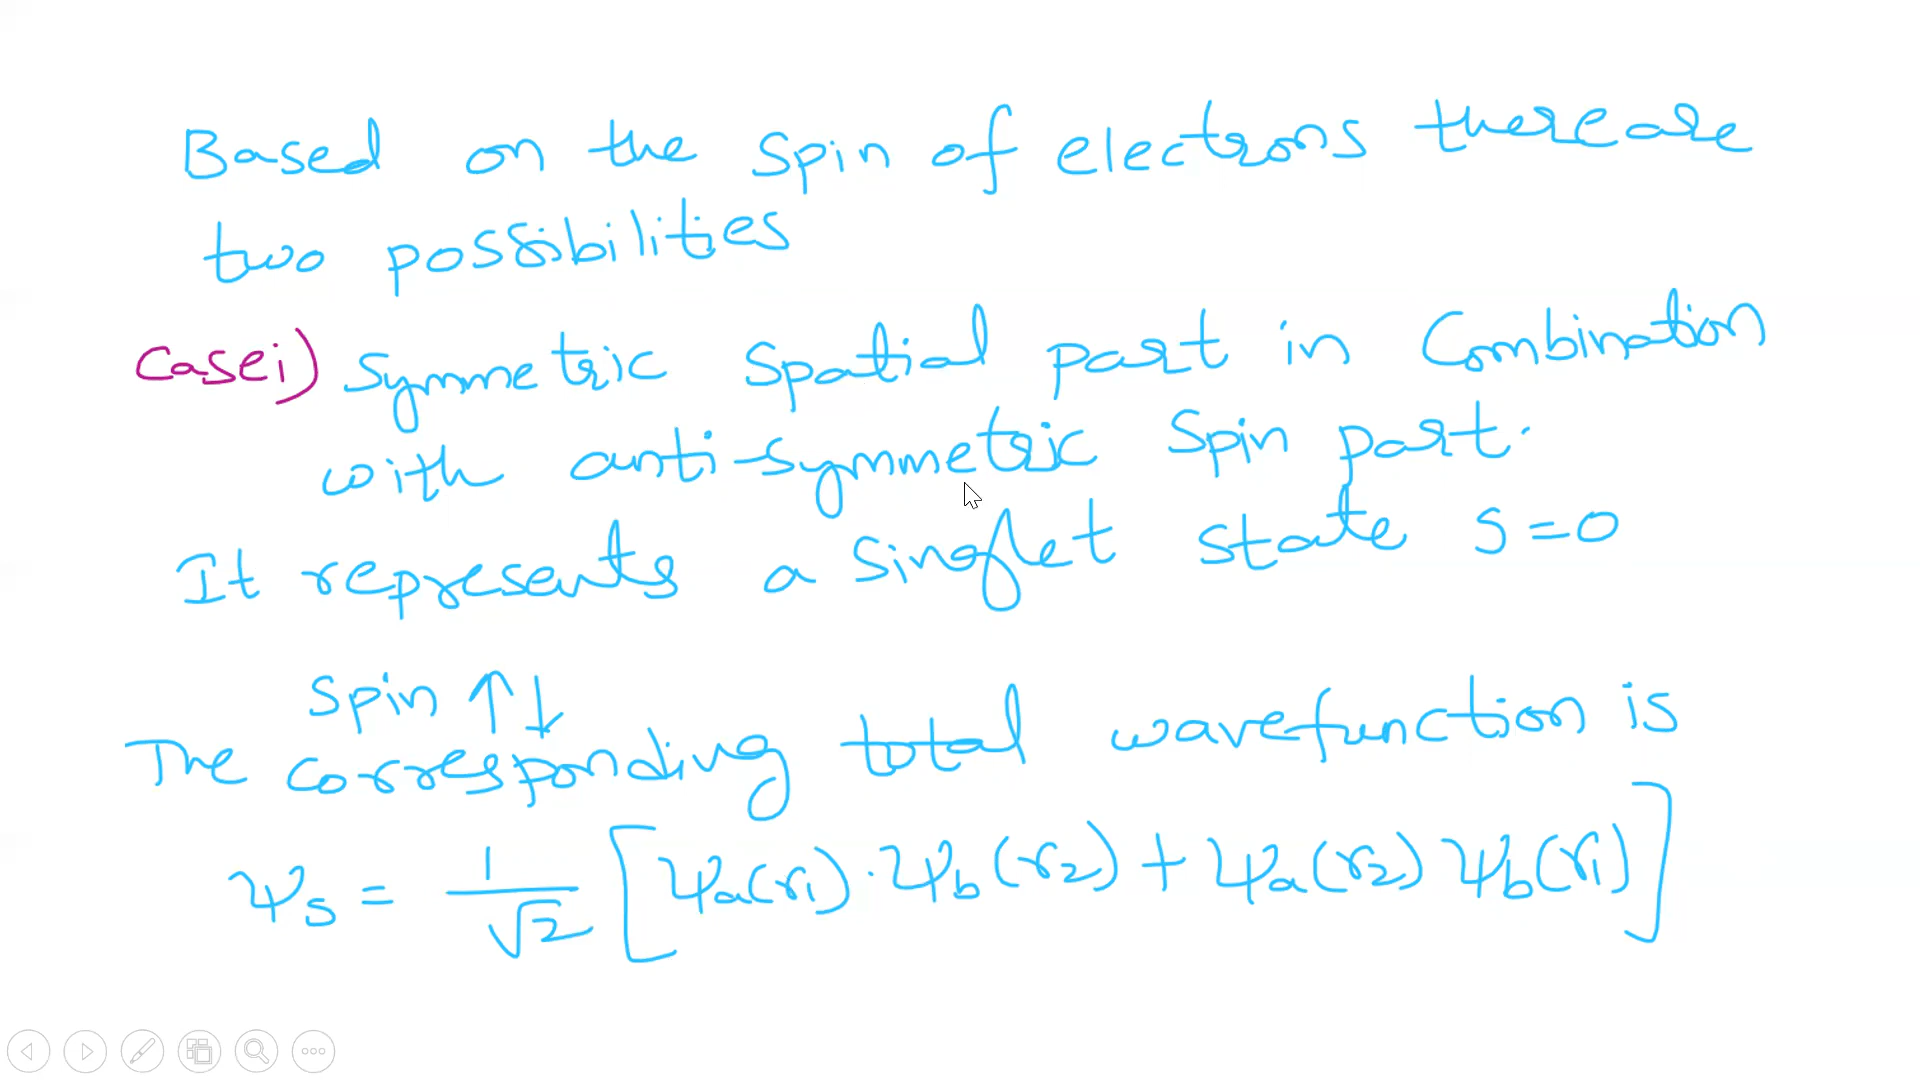 Based on the spin of electrons there are
two possibilities
Case i) Symmetric Spatial part in Combination
with anti-symmetric Spin part.
It represents a Singlet state S=0
Spin ↑↓
The corresponding total wavefunction is
ψs = 1/√2 [ψa(r1)·ψb(r2) + ψa(r2) ψb(r1)]